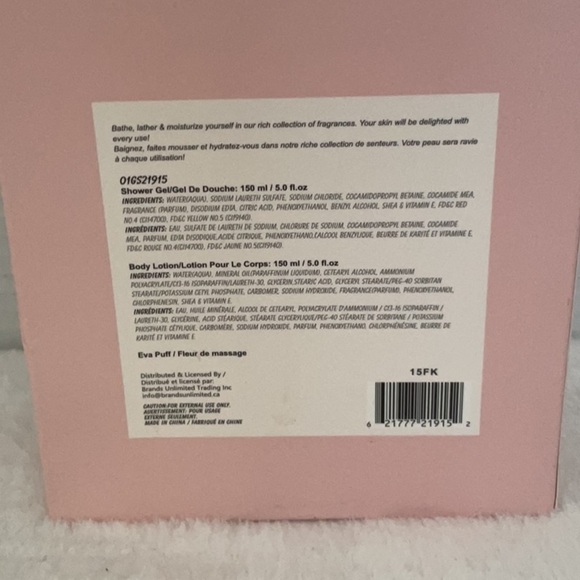 Bathe, lather & moisturize yourself in our rich collection of fragrances. Your skin will be delighted with
every use!
Baignez, faites mousser et hydratez-vous dans notre riche collection de senteurs. Votre peau sera ravie
à chaque utilisation!
01GS21915
Shower Gel/Gel De Douche: 150 ml / 5.0 fl.oz
INGREDIENTS: WATER(AQUA), SODIUM LAURETH SULFATE, SODIUM CHLORIDE, COCAMIDOPROPYL BETAINE, COCAMIDE MEA,
FRAGRANCE (PARFUM), DISODIUM EDTA, CITRIC ACID, PHENOXYETHANOL, BENZYL ALCOHOL, SHEA & VITAMIN E, FD&C RED
NO.4 (CI14700), FD&C YELLOW NO.5 (CI19140).
INGRÉDIENTS: EAU, SULFATE DE LAURETH DE SODIUM, CHLORURE DE SODIUM, COCAMIDOPROPYL BETAINE, COCAMIDE
MEA, PARFUM, EDTA DISODIQUE, ACIDE CITRIQUE, PHENOXYETHANO, LALCOOL BENZYLIQUE, BEURRE DE KARITÉ ET VITAMINE E,
FD&C ROUGE NO.4(CI14700), FD&C JAUNE NO.5(CI19140).
Body Lotion/Lotion Pour Le Corps: 150 ml / 5.0 fl.oz
INGREDIENTS: WATER(AQUA), MINERAL OIL(PARAFFINUM LIQUIDUM), CETEARYL ALCOHOL, AMMONIUM
POLYACRYLATE/C13-16 ISOPARAFFIN/LAURETH-30, GLYCERIN, STEARIC ACID, GLYCERYL STEARATE/PEG-40 SORBITAN
STEARATE/POTASSIUM CETYL PHOSPHATE, CARBOMER, SODIUM HYDROXIDE, FRAGRANCE(PARFUM), PHENOXYETHANOL,
CHLORPHENESIN, SHEA & VITAMIN E.
INGRÉDIENTS: EAU, HUILE MINÉRALE, ALCOOL DE CETEARYL, POLYACRYLATE D'AMMONIUM / C13-16 ISOPARAFFIN /
LAURETH-30, GLYCÉRINE, ACID STÉARIQUE, STÉARATE GLYCERYLIQUE/PEG-40 STÉARATE DE SORBITANE / POTASSIUM
PHOSPHATE CÉTYLIQUE, CARBOMÈRE, SODIUM HYDROXIDE, PARFUM, PHENOXYETHANO, CHLORPHÉNÉSINE, BEURRE DE
KARITÉ ET VITAMINE E.
Eva Puff / Fleur de massage
Distributed & Licensed By /
Distribué et licensé par:
Brands Unlimited Trading Inc
info@brandsunlimited.ca
CAUTION:FOR EXTERNAL USE ONLY.
AVERTISSEMENT: POUR USAGE
EXTERNE SEULEMENT.
MADE IN CHINA / FABRIQUÉ EN CHINE
15FK
6 21777 21915 2